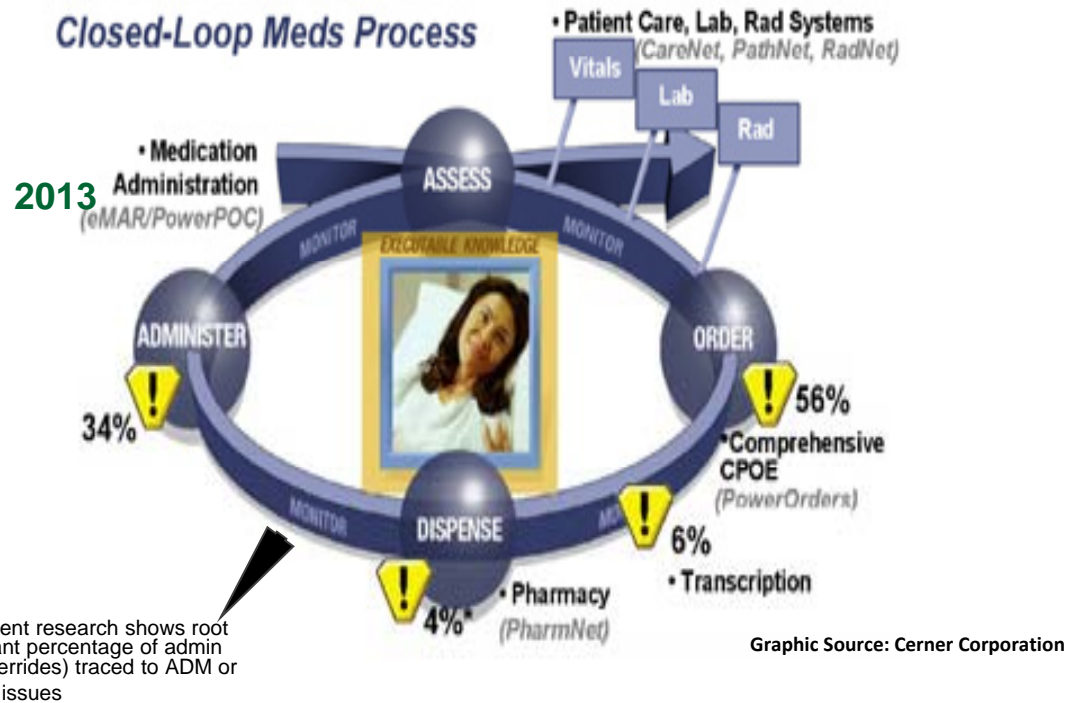 Closed-Loop Meds Process
• Patient Care, Lab, Rad Systems
(CareNet, PathNet, RadNet)
Vitals
Lab
Rad
• Medication
Administration
(eMAR/PowerPOC)
2013
ASSESS
MONITOR
MONITOR
EXECUTABLE KNOWLEDGE
ADMINISTER
ORDER
34%
56%
*Comprehensive
CPOE
(PowerOrders)
MONITOR
DISPENSE
MO
6%
• Transcription
4%*
• Pharmacy
(PharmNet)
Graphic Source: Cerner Corporation
ent research shows root
ant percentage of admin
errides) traced to ADM or
issues